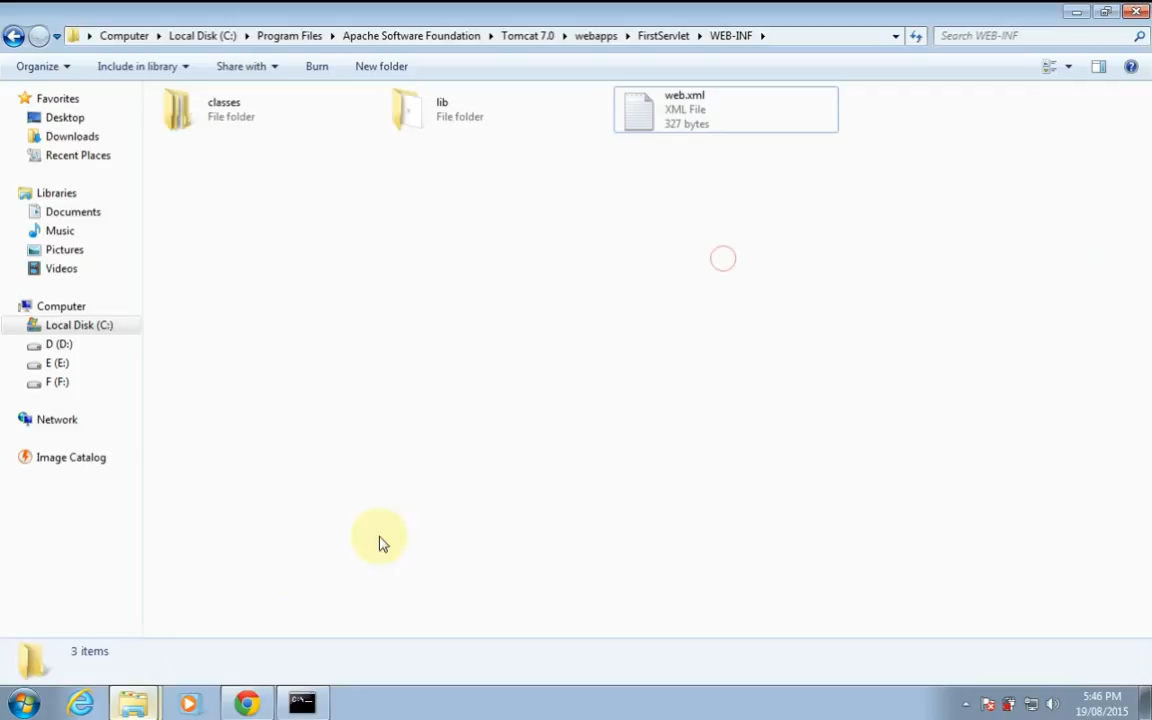 Computer Local Disk (C:) Program Files Apache Software Foundation Tomcat 7.0 webapps FirstServlet WEB-INF
Search WEB-INF
Organize Include in library Share with Burn New folder
Favorites
Desktop
Downloads
Recent Places
Libraries
Documents
Music
Pictures
Videos
Computer
Local Disk (C:)
D (D:)
E (E:)
F (F:)
Network
Image Catalog
classes
File folder
lib
File folder
web.xml
XML File
327 bytes
3 items
C:\.
5:46 PM
19/08/2015